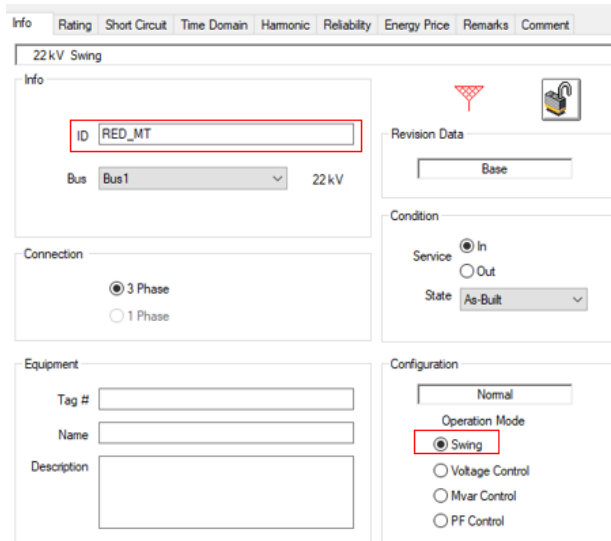 Info Rating Short Circuit Time Domain Harmonic Reliability Energy Price Remarks Comment
22 kV Swing
Info
ID RED_MT
Bus Bus1 22 kV
Revision Data
Base
Condition
Service In
Out
State As-Built
Connection
3 Phase
1 Phase
Equipment
Tag #
Name
Description
Configuration
Normal
Operation Mode
Swing
Voltage Control
Mvar Control
PF Control